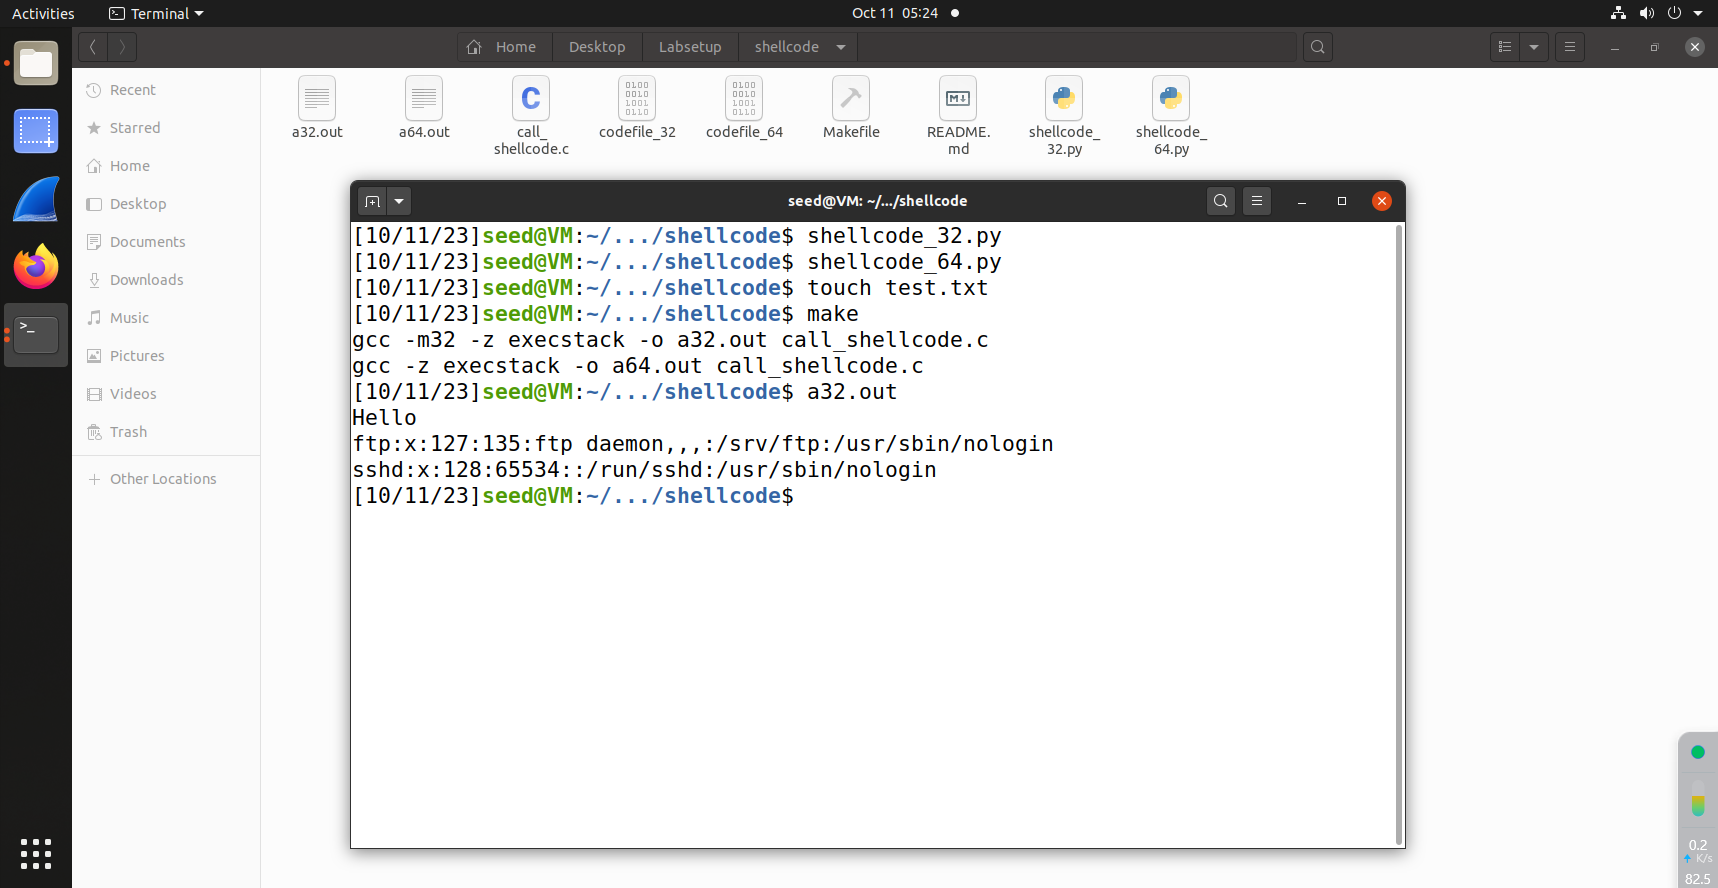 Activities
Terminal
Oct 11 05:24
Home
Desktop
Labsetup
shellcode
Recent
Starred
Home
Desktop
Documents
Downloads
Music
Pictures
Videos
Trash
Other Locations
a32.out
a64.out
call_
shellcode.c
codefile_32
codefile_64
Makefile
README.
md
shellcode_
32.py
shellcode_
64.py
seed@VM: ~/.../shellcode
[10/11/23]seed@VM:~/.../shellcode$ shellcode_32.py
[10/11/23]seed@VM:~/.../shellcode$ shellcode_64.py
[10/11/23]seed@VM:~/.../shellcode$ touch test.txt
[10/11/23]seed@VM:~/.../shellcode$ make
gcc -m32 -z execstack -o a32.out call_shellcode.c
gcc -z execstack -o a64.out call_shellcode.c
[10/11/23]seed@VM:~/.../shellcode$ a32.out
Hello
ftp:x:127:135:ftp daemon,,,:/srv/ftp:/usr/sbin/nologin
sshd:x:128:65534::/run/sshd:/usr/sbin/nologin
[10/11/23]seed@VM:~/.../shellcode$
0.2
K/s
82.5